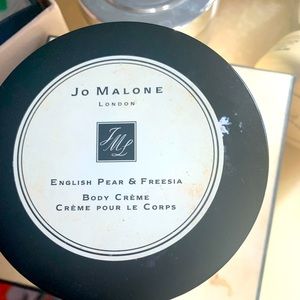 JO MALONE
LONDON
JML
ENGLISH PEAR & FREESIA
BODY CRÈME
CRÈME POUR LE CORPS